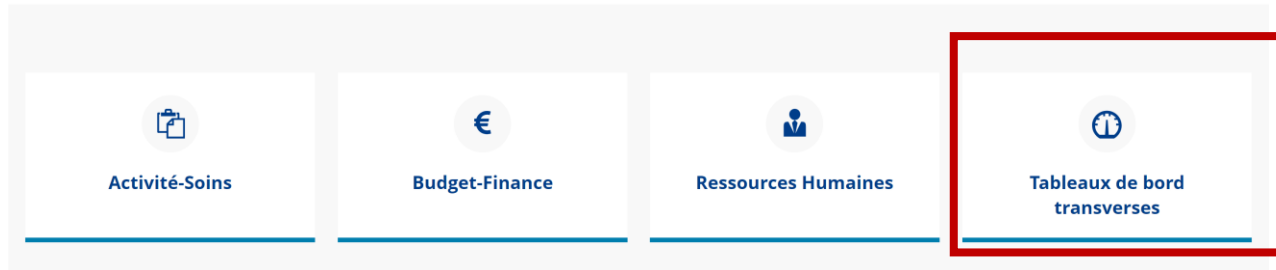 Activité-Soins
€
Budget-Finance
Ressources Humaines
Tableaux de bord
transverses